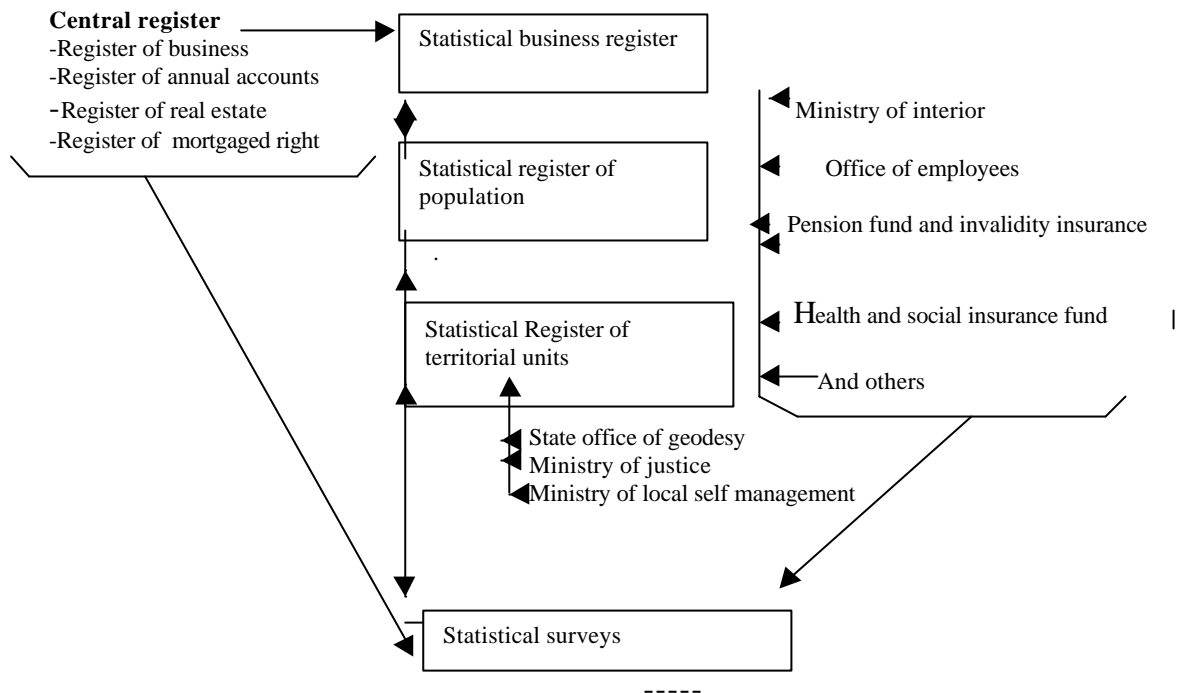 Central register
-Register of business
-Register of annual accounts
-Register of real estate
-Register of mortgaged right
Statistical business register
Statistical register of
population
.
Statistical Register of
territorial units
State office of geodesy
Ministry of justice
Ministry of local self management
Ministry of interior
Office of employees
Pension fund and invalidity insurance
Health and social insurance fund
And others
Statistical surveys